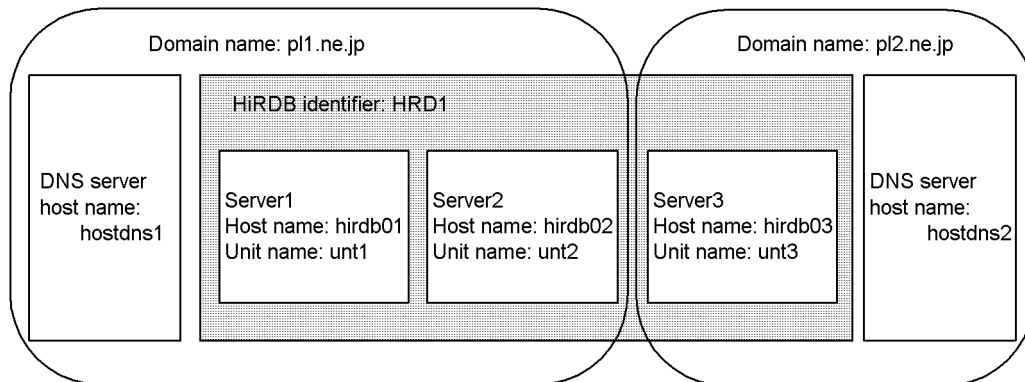 Domain name: pl1.ne.jp
Domain name: pl2.ne.jp
HiRDB identifier: HRD1
DNS server
host name:
hostdns1
Server1
Host name: hirdb01
Unit name: unt1
Server2
Host name: hirdb02
Unit name: unt2
Server3
Host name: hirdb03
Unit name: unt3
DNS server
host name:
hostdns2